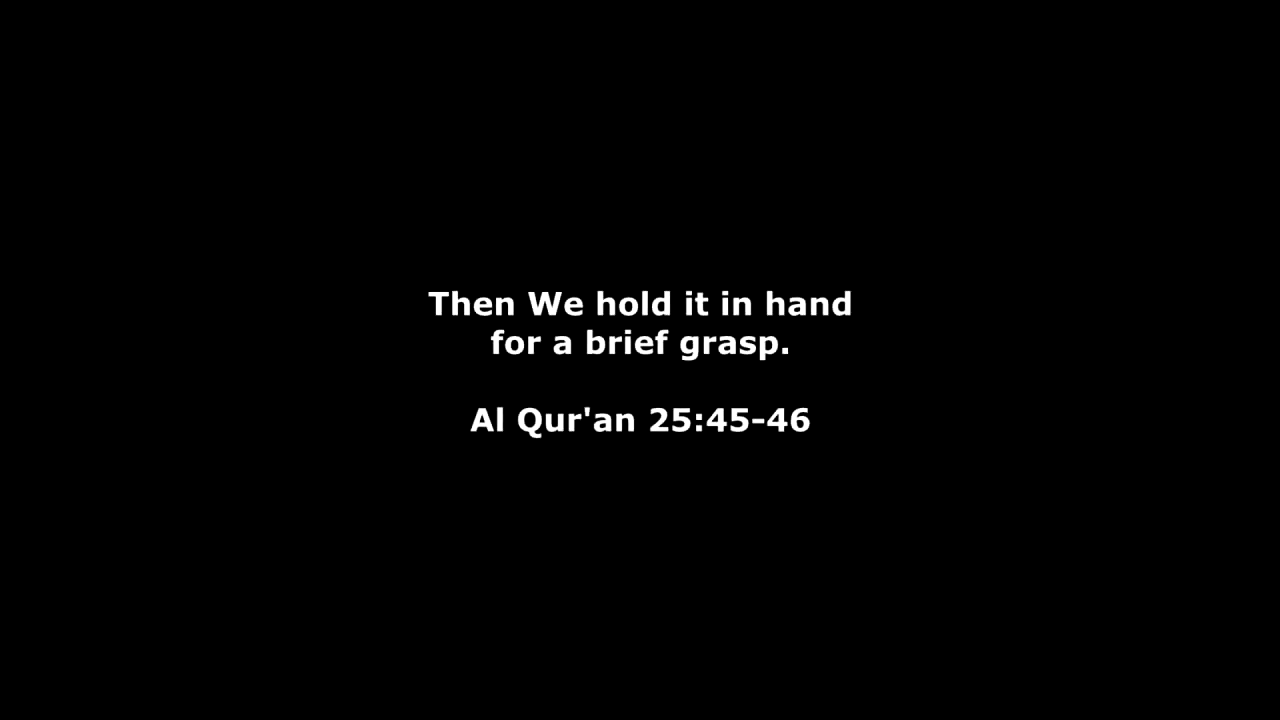 Then We hold it in hand
for a brief grasp.
Al Qur'an 25:45-46